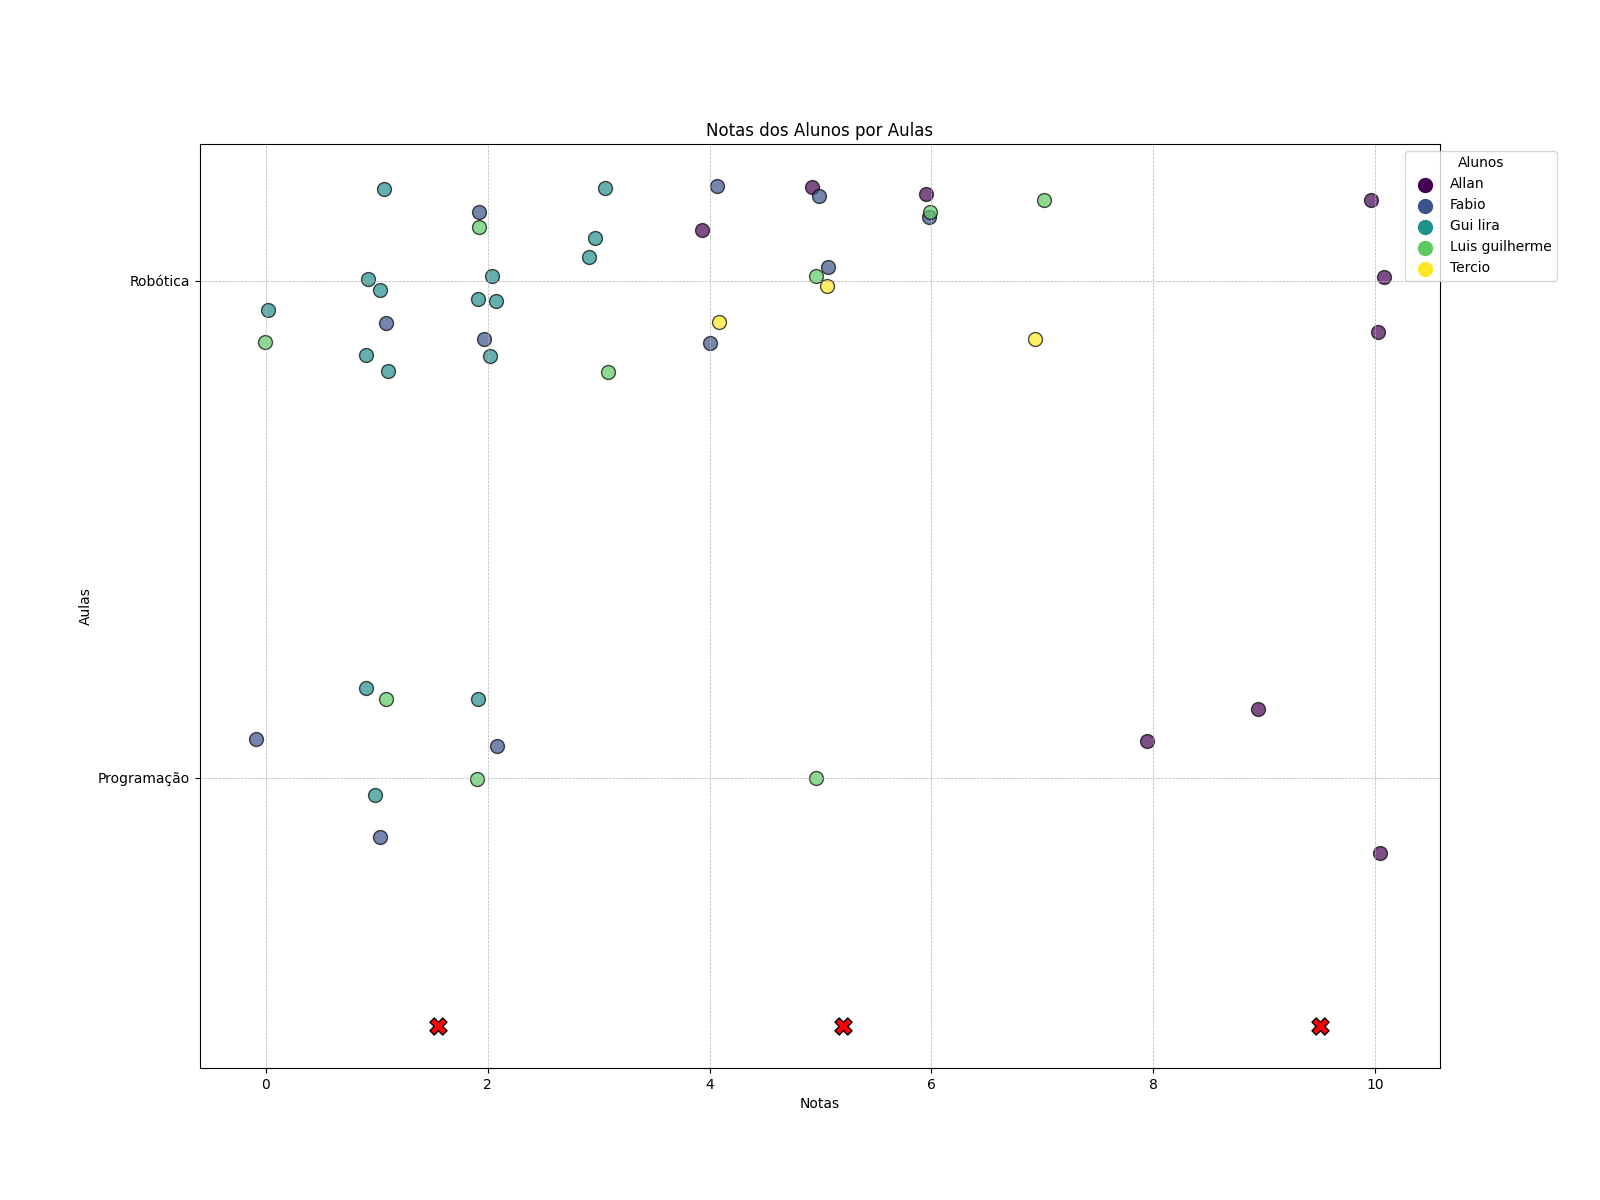 Notas dos Alunos por Aulas
Alunos
Allan
Fabio
Gui lira
Luis guilherme
Tercio
Robótica
Programação
Aulas
0 2 4 6 8 10
Notas